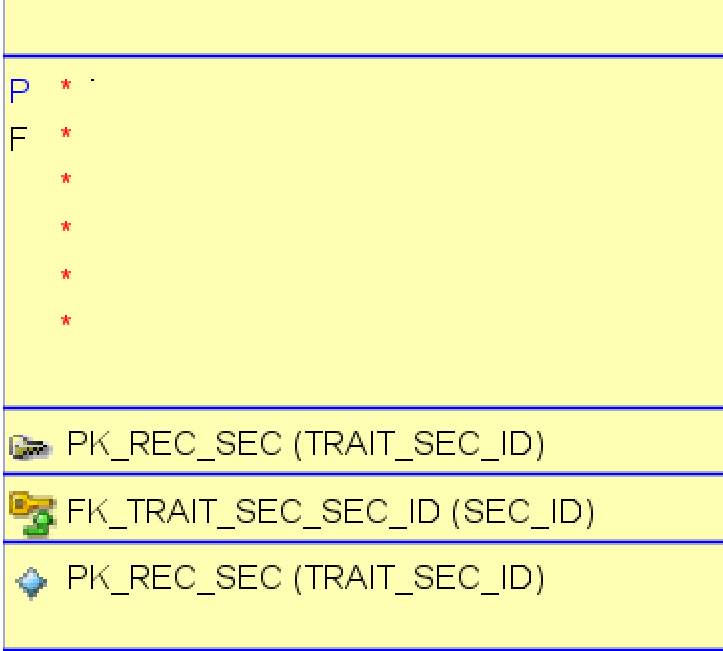 P *
F *
*
*
*
*
PK_REC_SEC (TRAIT_SEC_ID)
FK_TRAIT_SEC_SEC_ID (SEC_ID)
PK_REC_SEC (TRAIT_SEC_ID)